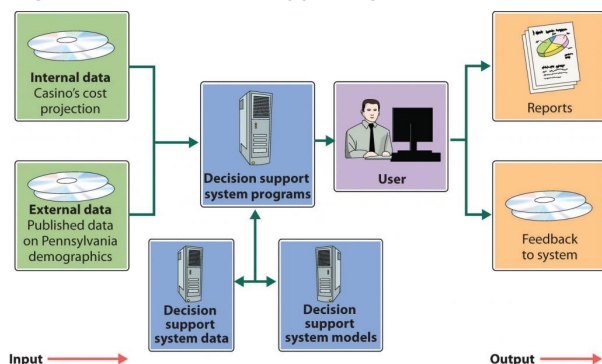 Internal data
Casino's cost
projection
External data
Published data
on Pennsylvania
demographics
Decision support
system programs
User
Decision
support
system data
Decision
support
system models
Reports
Feedback
to system
Input
Output